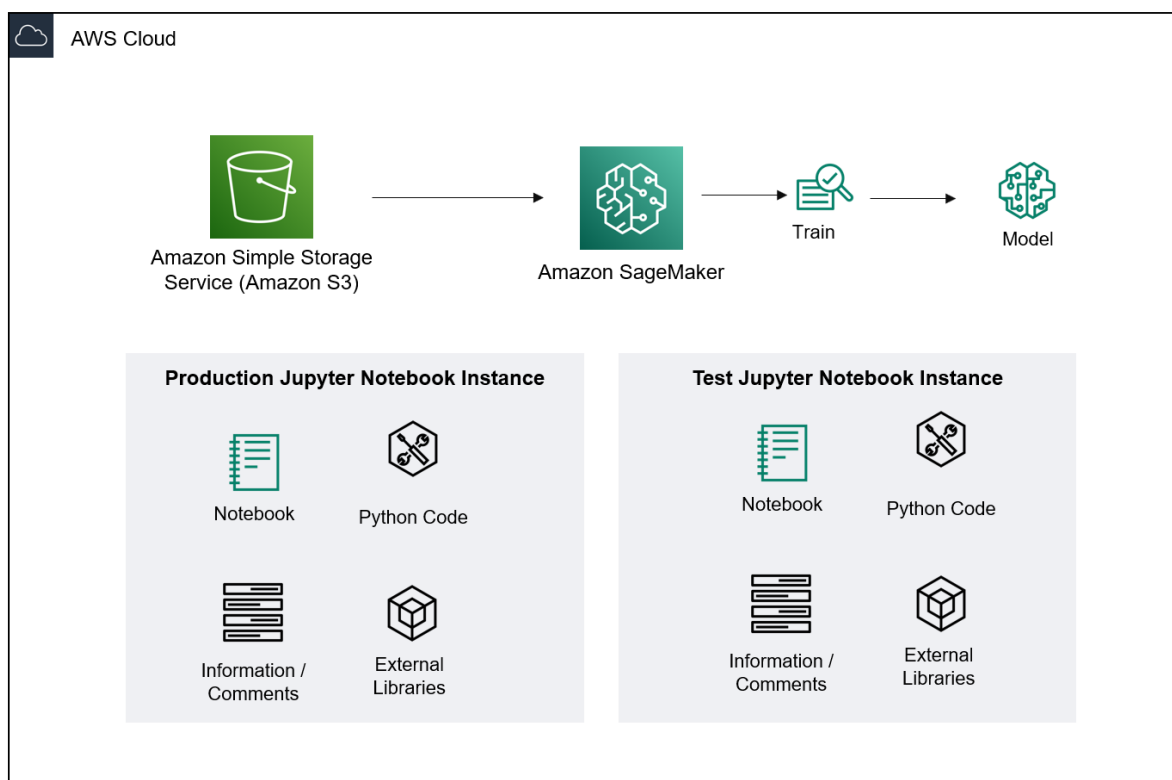 AWS Cloud
Amazon Simple Storage
Service (Amazon S3)
Amazon SageMaker
Train
Model
Production Jupyter Notebook Instance
Notebook
Python Code
Information /
Comments
External
Libraries
Test Jupyter Notebook Instance
Notebook
Python Code
Information /
Comments
External
Libraries